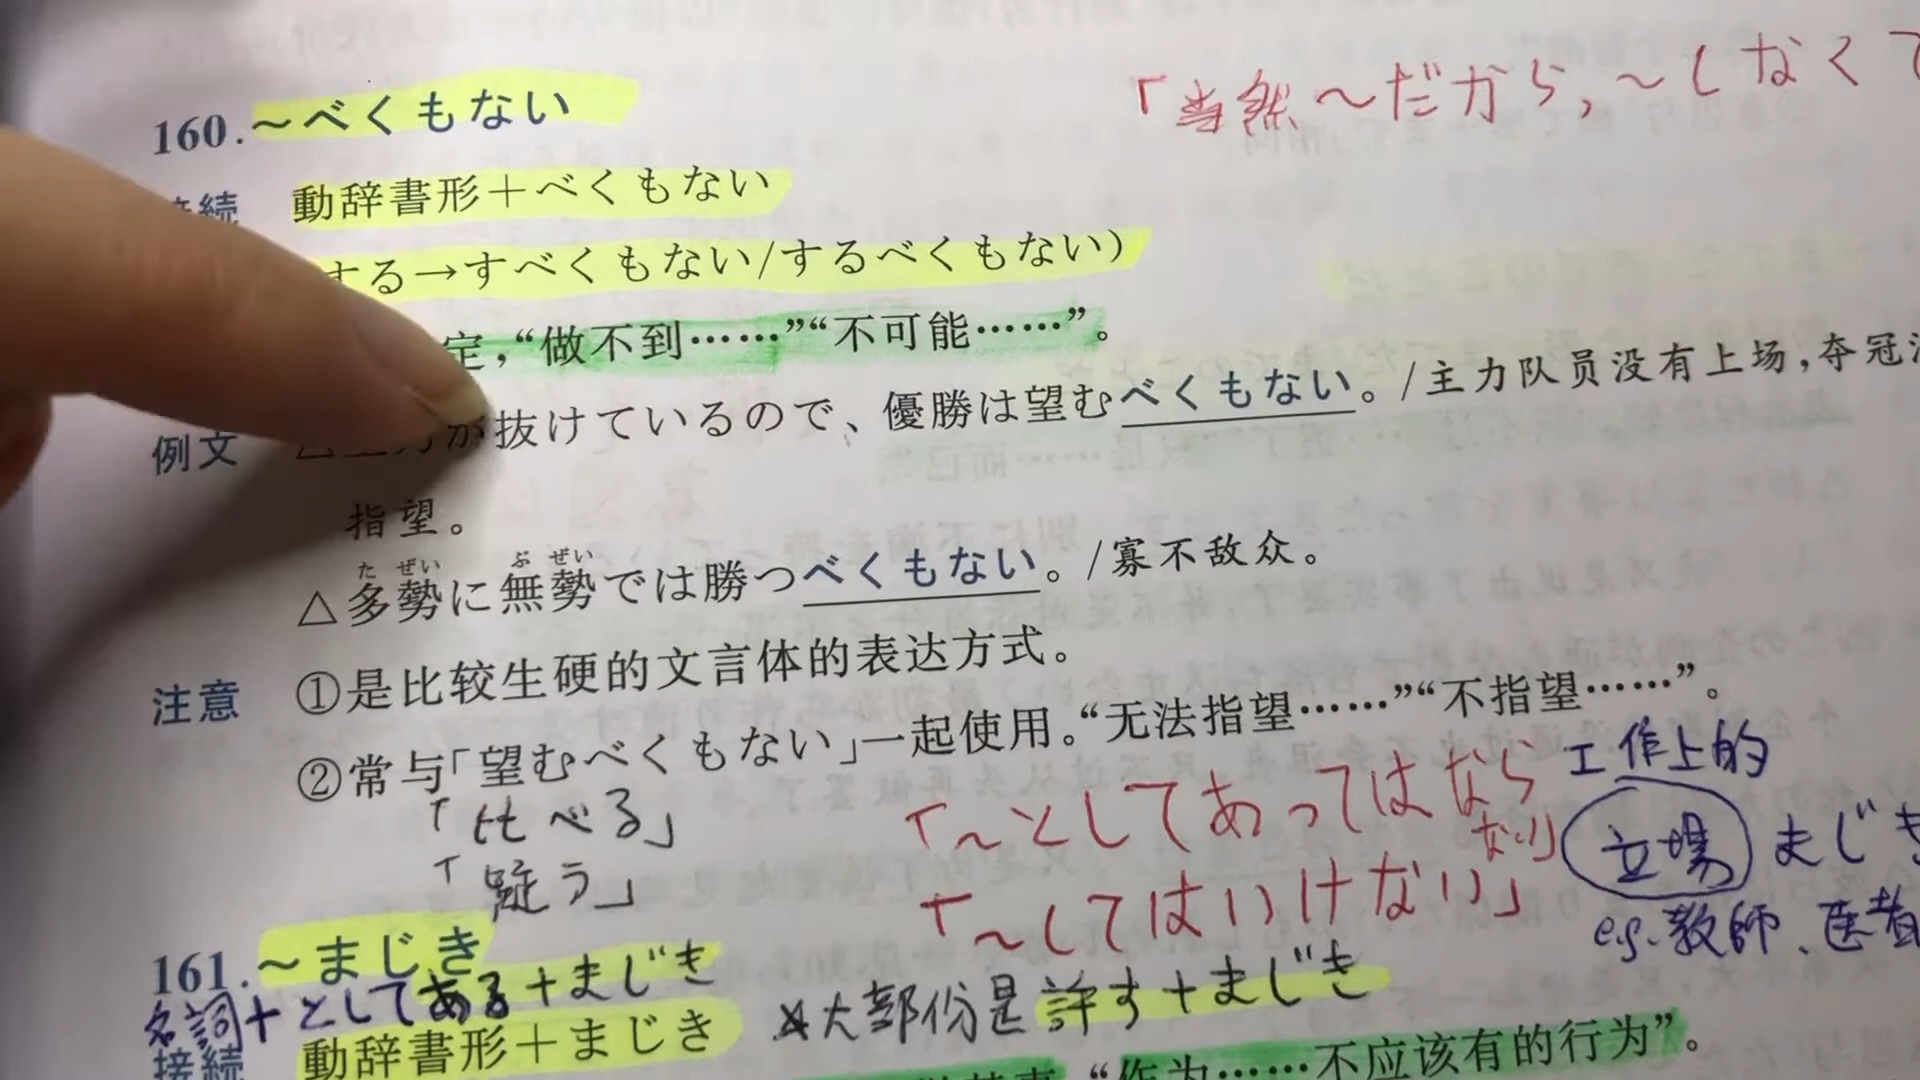 「当然～だから，～しなくて
160.～べくもない
接続 動辞書形＋べくもない
する→すべくもない/するべくもない）
定，“做不到……”“不可能……”。
例文 △主力が抜けているので、優勝は望むべくもない。/主力队员没有上场，夺冠没
指望。
た ぜい ぶ ぜい
△多勢に無勢では勝つべくもない。/寡不敌众。
注意 ①是比较生硬的文言体的表达方式。
②常与「望むべくもない」一起使用。“无法指望……”“不指望……”。
「比べる」
「疑う」
「～としてあってはなら
ない」
「～してはいけない」
工作上的
立場 まじき
e.g.教師、医者
161.～まじき
名詞＋としてある＋まじき
大部份是許す＋まじき
接続 動辞書形＋まじき
“作为……不应该有的行为”。